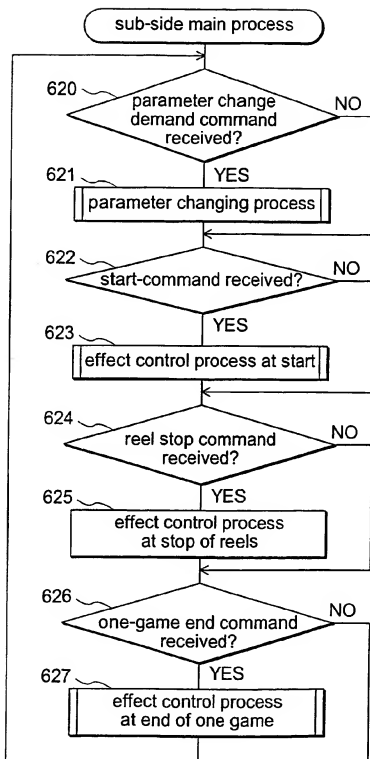 sub-side main process
620
parameter change
demand command
received?
NO
YES
621
parameter changing process
622
start-command received?
NO
YES
623
effect control process at start
624
reel stop command
received?
NO
YES
625
effect control process
at stop of reels
626
one-game end command
received?
NO
YES
627
effect control process
at end of one game